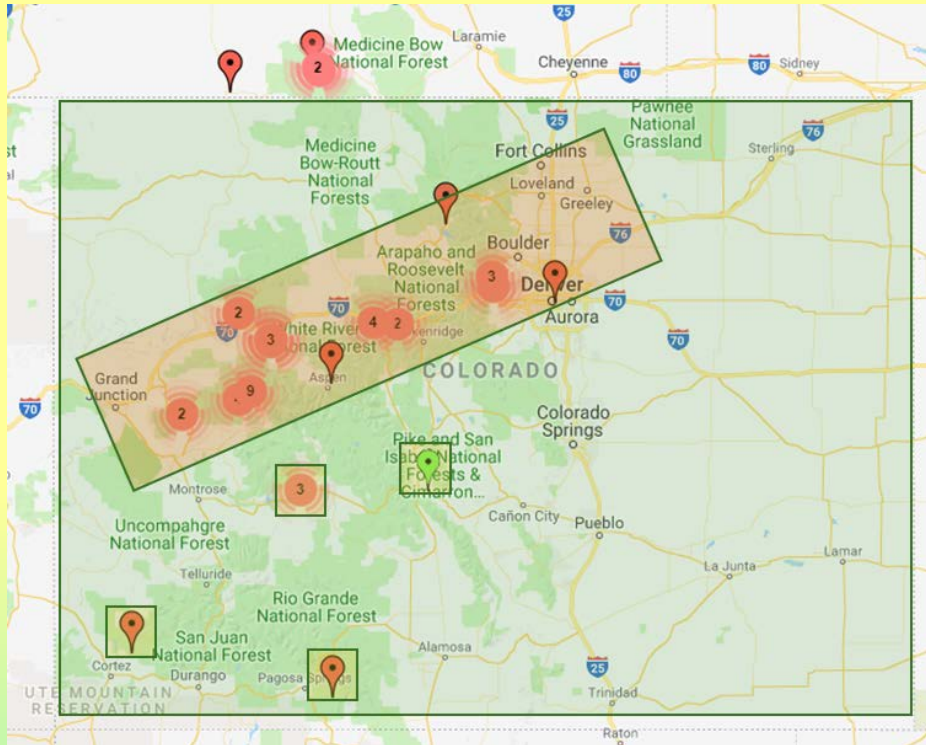 25
Laramie
Medicine Bow
National Forest
2
Cheyenne
80
80
Sidney
Pawnee
National
Grassland
25
76
Sterling
Medicine
Bow-Routt
National
Forests
Fort Collins
Loveland
Greeley
76
Boulder
Arapaho and
Roosevelt
National
Forests
3
Denver
70
Aurora
70
2
70
70
4
2
3
White River
National Forest
kenridge
Aspen
COLORADO
Grand
Junction
70
2
9
Colorado
Springs
Pike and San
Isabel National
Forests &
Cimarron...
3
Montrose
Cañon City
Pueblo
Uncompahgre
National Forest
Lamar
La Junta
Telluride
Rio Grande
National Forest
San Juan
National Forest
Alamosa
Cortez
Durango
Pagosa Springs
25
UTE MOUNTAIN
RESERVATION
Trinidad
Raton